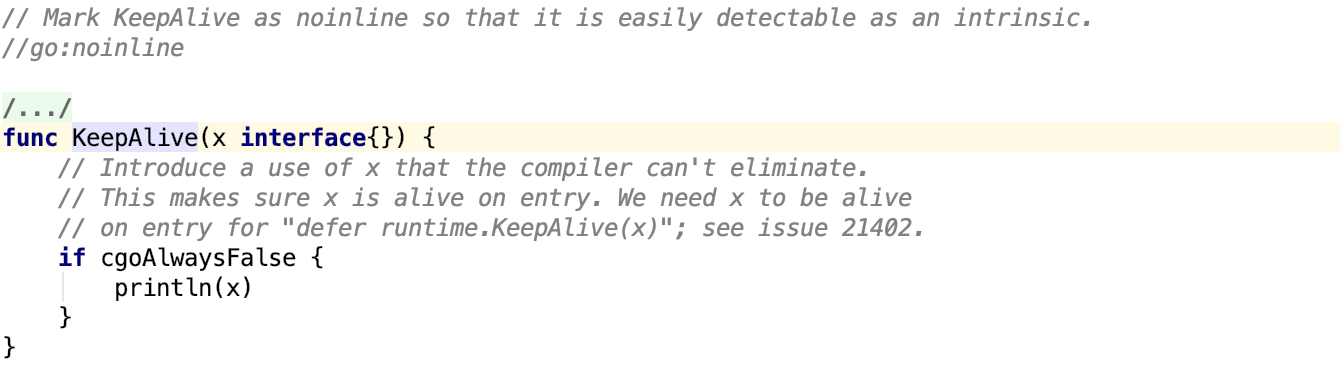 // Mark KeepAlive as noinline so that it is easily detectable as an intrinsic.
//go:noinline
/.../
func KeepAlive(x interface{}) {
    // Introduce a use of x that the compiler can't eliminate.
    // This makes sure x is alive on entry. We need x to be alive
    // on entry for "defer runtime.KeepAlive(x)"; see issue 21402.
    if cgoAlwaysFalse {
        println(x)
    }
}